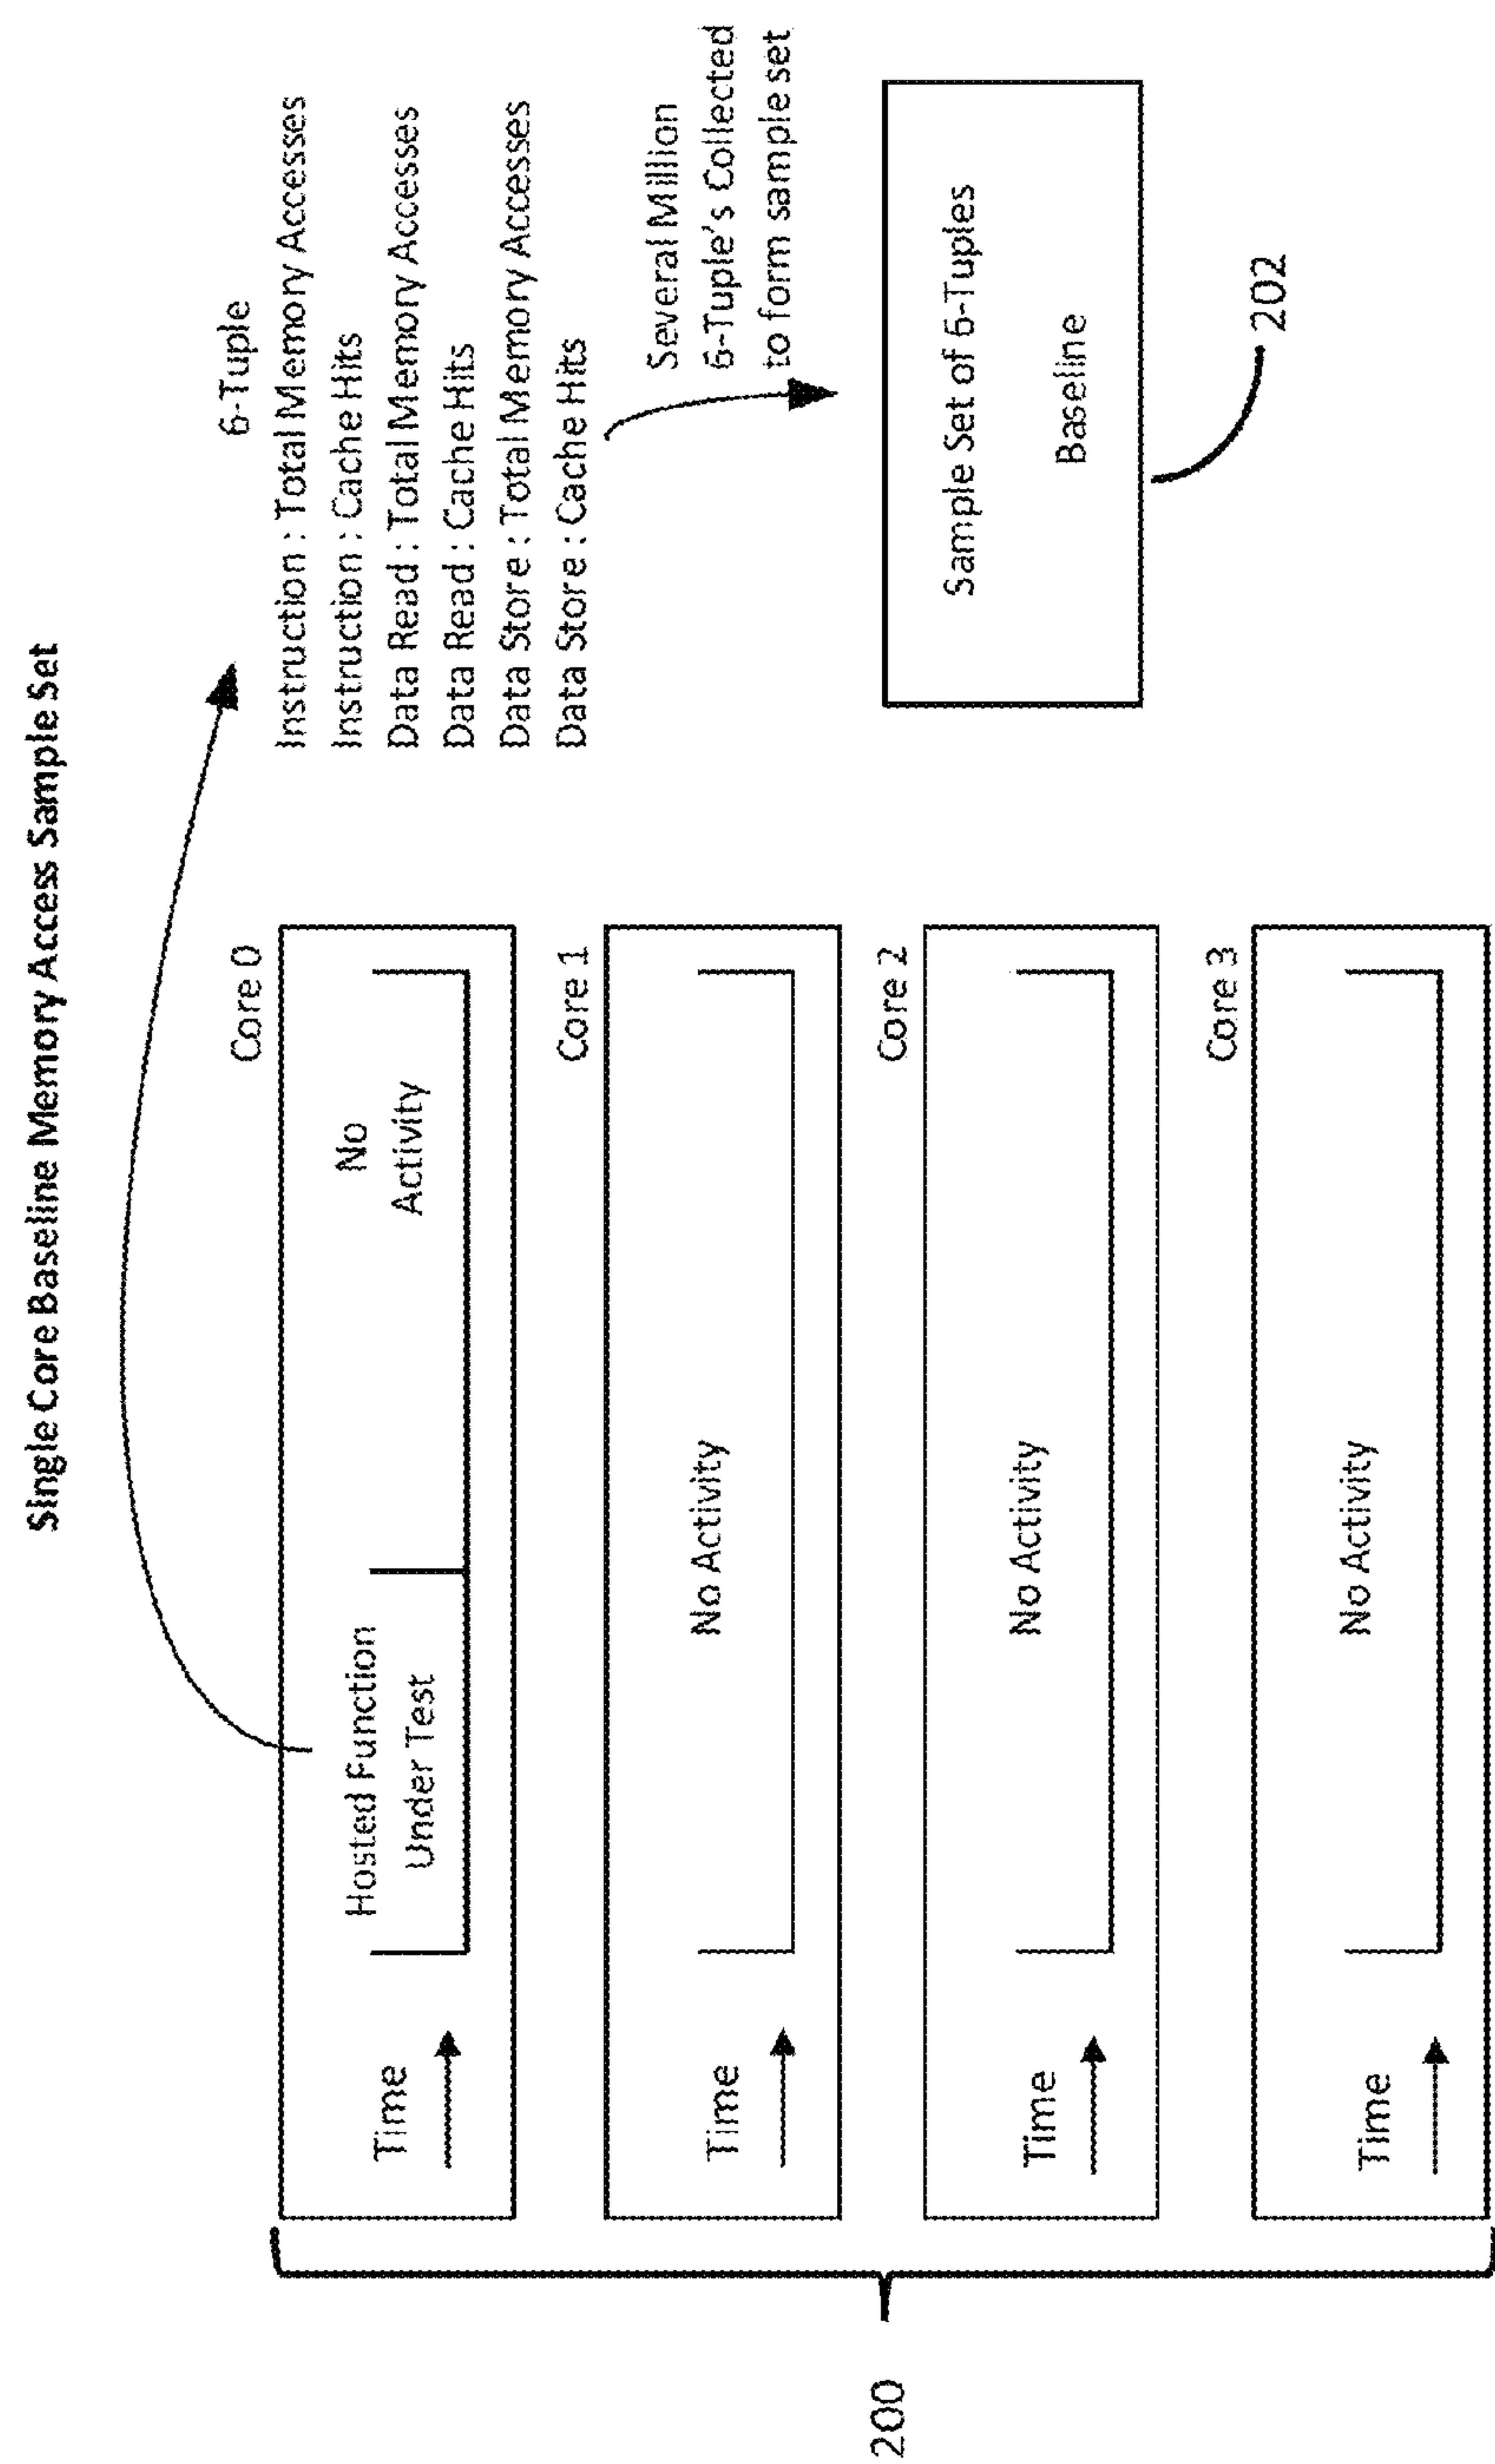 Single Core Baseline Memory Access Sample Set
Core 0
Time
Hosted Function
Under Test
No
Activity
Core 1
Time
No Activity
Core 2
Time
No Activity
Core 3
Time
No Activity
200
6-Tuple
Instruction : Total Memory Accesses
Instruction : Cache Hits
Data Read : Total Memory Accesses
Data Read : Cache Hits
Data Store : Total Memory Accesses
Data Store : Cache Hits
Several Million
6-Tuple's Collected
to form sample set
Sample Set of 6-Tuples
Baseline
202